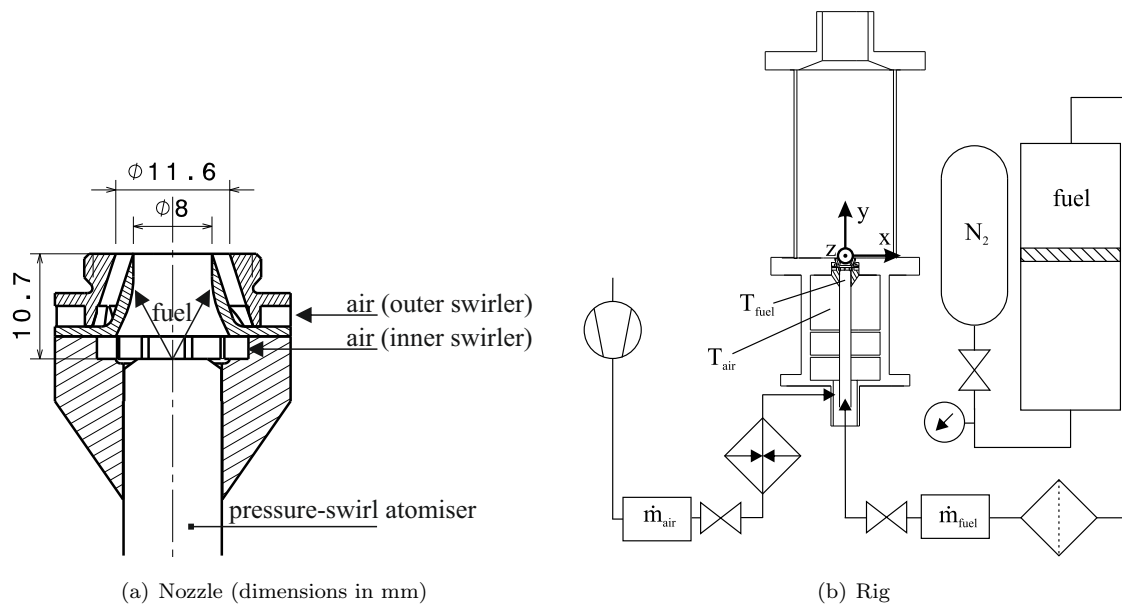 ϕ11.6
ϕ8
10.7
fuel
air (outer swirler)
air (inner swirler)
pressure-swirl atomiser
(a) Nozzle (dimensions in mm)
y
x
z
T_fuel
T_air
N₂
fuel
ṁ_air
ṁ_fuel
(b) Rig